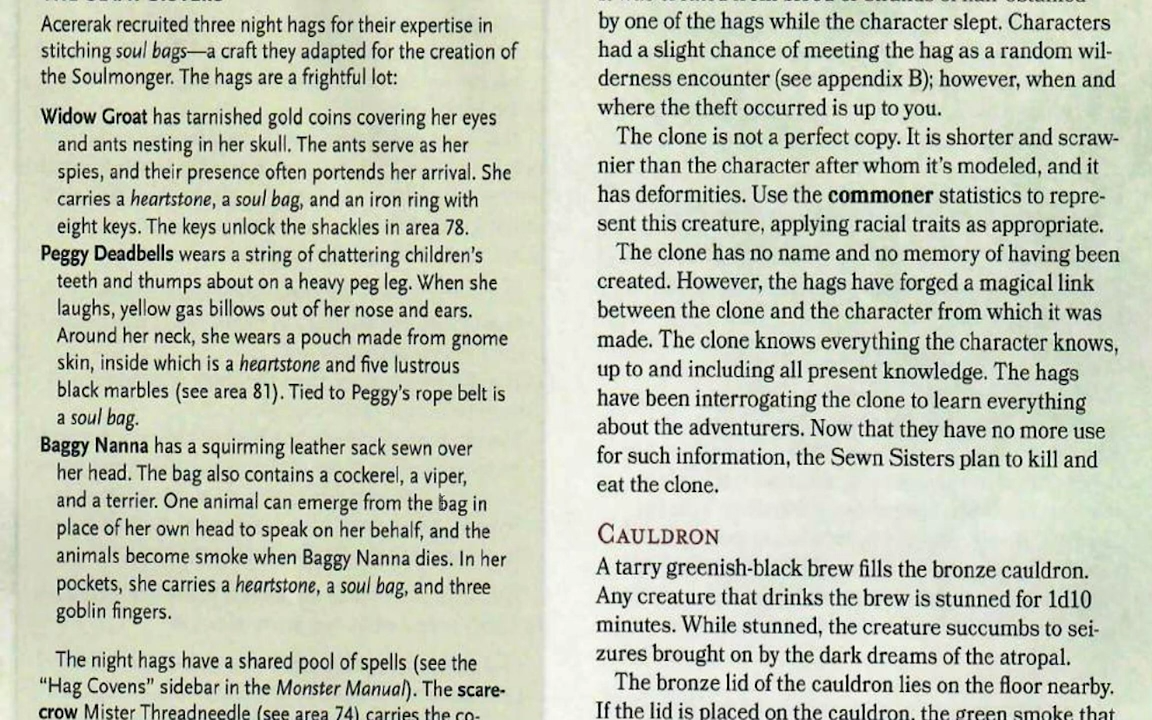 Acererak recruited three night hags for their expertise in
stitching soul bags—a craft they adapted for the creation of
the Soulmonger. The hags are a frightful lot:
Widow Groat has tarnished gold coins covering her eyes
and ants nesting in her skull. The ants serve as her
spies, and their presence often portends her arrival. She
carries a heartstone, a soul bag, and an iron ring with
eight keys. The keys unlock the shackles in area 78.
Peggy Deadbells wears a string of chattering children's
teeth and thumps about on a heavy peg leg. When she
laughs, yellow gas billows out of her nose and ears.
Around her neck, she wears a pouch made from gnome
skin, inside which is a heartstone and five lustrous
black marbles (see area 81). Tied to Peggy's rope belt is
a soul bag.
Baggy Nanna has a squirming leather sack sewn over
her head. The bag also contains a cockerel, a viper,
and a terrier. One animal can emerge from the bag in
place of her own head to speak on her behalf, and the
animals become smoke when Baggy Nanna dies. In her
pockets, she carries a heartstone, a soul bag, and three
goblin fingers.
The night hags have a shared pool of spells (see the
"Hag Covens" sidebar in the Monster Manual). The scare-
crow Mister Threadneedle (see area 74) carries the co-
by one of the hags while the character slept. Characters
had a slight chance of meeting the hag as a random wil-
derness encounter (see appendix B); however, when and
where the theft occurred is up to you.
The clone is not a perfect copy. It is shorter and scraw-
nier than the character after whom it's modeled, and it
has deformities. Use the commoner statistics to repre-
sent this creature, applying racial traits as appropriate.
The clone has no name and no memory of having been
created. However, the hags have forged a magical link
between the clone and the character from which it was
made. The clone knows everything the character knows,
up to and including all present knowledge. The hags
have been interrogating the clone to learn everything
about the adventurers. Now that they have no more use
for such information, the Sewn Sisters plan to kill and
eat the clone.
CAULDRON
A tarry greenish-black brew fills the bronze cauldron.
Any creature that drinks the brew is stunned for 1d10
minutes. While stunned, the creature succumbs to sei-
zures brought on by the dark dreams of the atropal.
The bronze lid of the cauldron lies on the floor nearby.
If the lid is placed on the cauldron, the green smoke that